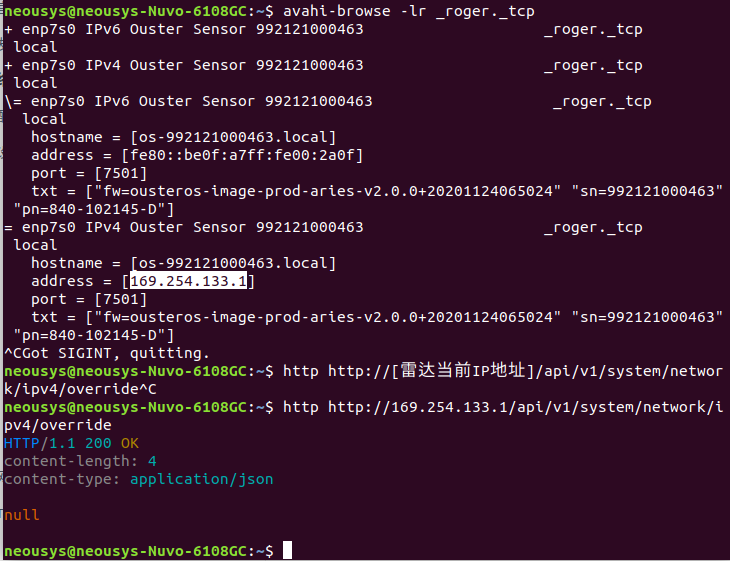 neousys@neousys-Nuvo-6108GC:~$ avahi-browse -lr _roger._tcp
+ enp7s0 IPv6 Ouster Sensor 992121000463                    _roger._tcp
 local
+ enp7s0 IPv4 Ouster Sensor 992121000463                    _roger._tcp
 local
\= enp7s0 IPv6 Ouster Sensor 992121000463                    _roger._tcp
  local
   hostname = [os-992121000463.local]
   address = [fe80::be0f:a7ff:fe00:2a0f]
   port = [7501]
   txt = ["fw=ousteros-image-prod-aries-v2.0.0+20201124065024" "sn=992121000463"
 "pn=840-102145-D"]
= enp7s0 IPv4 Ouster Sensor 992121000463                    _roger._tcp
 local
   hostname = [os-992121000463.local]
   address = [169.254.133.1]
   port = [7501]
   txt = ["fw=ousteros-image-prod-aries-v2.0.0+20201124065024" "sn=992121000463"
 "pn=840-102145-D"]
^CGot SIGINT, quitting.
neousys@neousys-Nuvo-6108GC:~$ http http://[雷达当前IP地址]/api/v1/system/networ
k/ipv4/override^C
neousys@neousys-Nuvo-6108GC:~$ http http://169.254.133.1/api/v1/system/network/i
pv4/override
HTTP/1.1 200 OK
content-length: 4
content-type: application/json

null

neousys@neousys-Nuvo-6108GC:~$